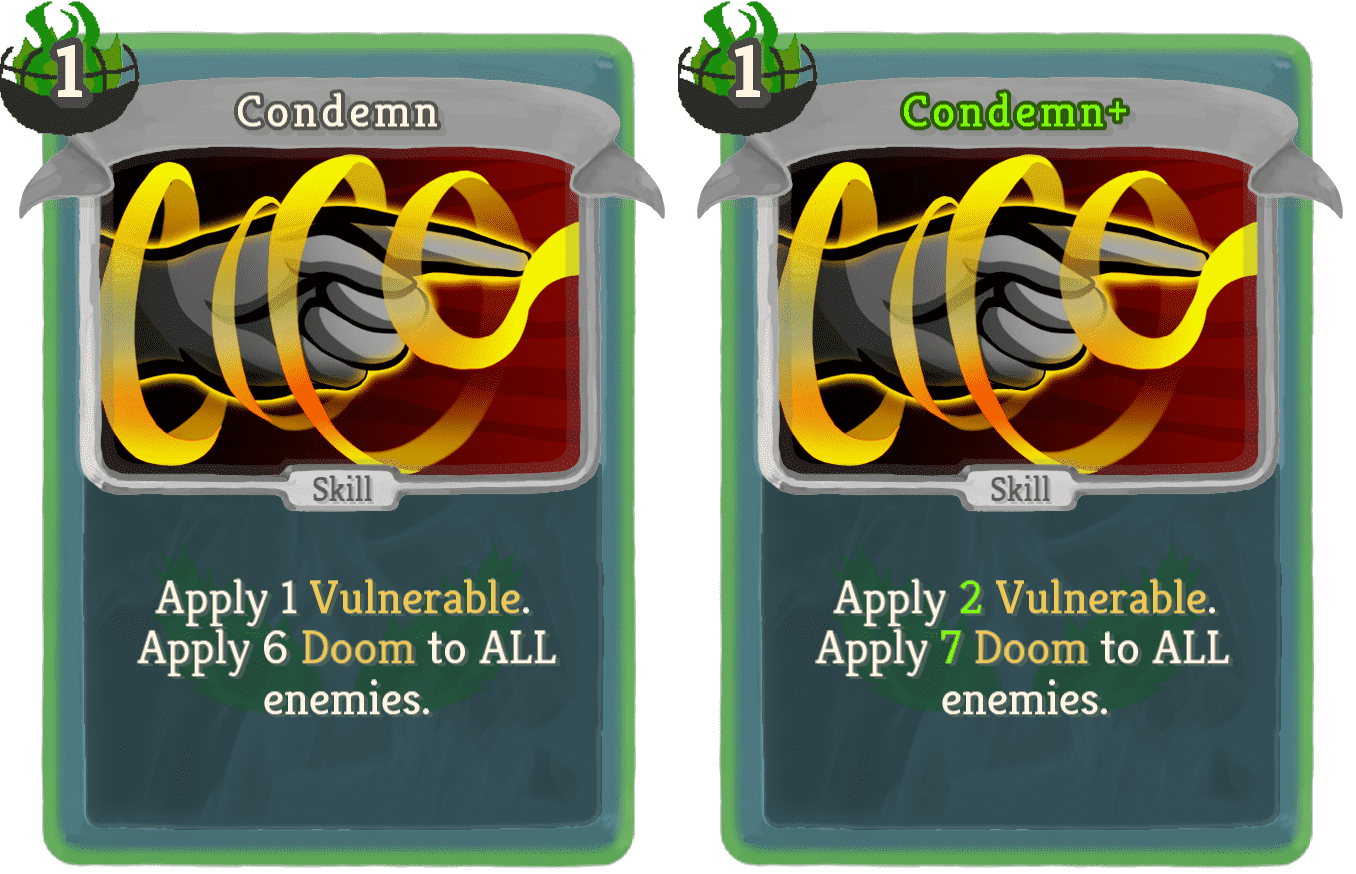 1
Condemn
Skill
Apply 1 Vulnerable.
Apply 6 Doom to ALL
enemies.
1
Condemn+
Skill
Apply 2 Vulnerable.
Apply 7 Doom to ALL
enemies.